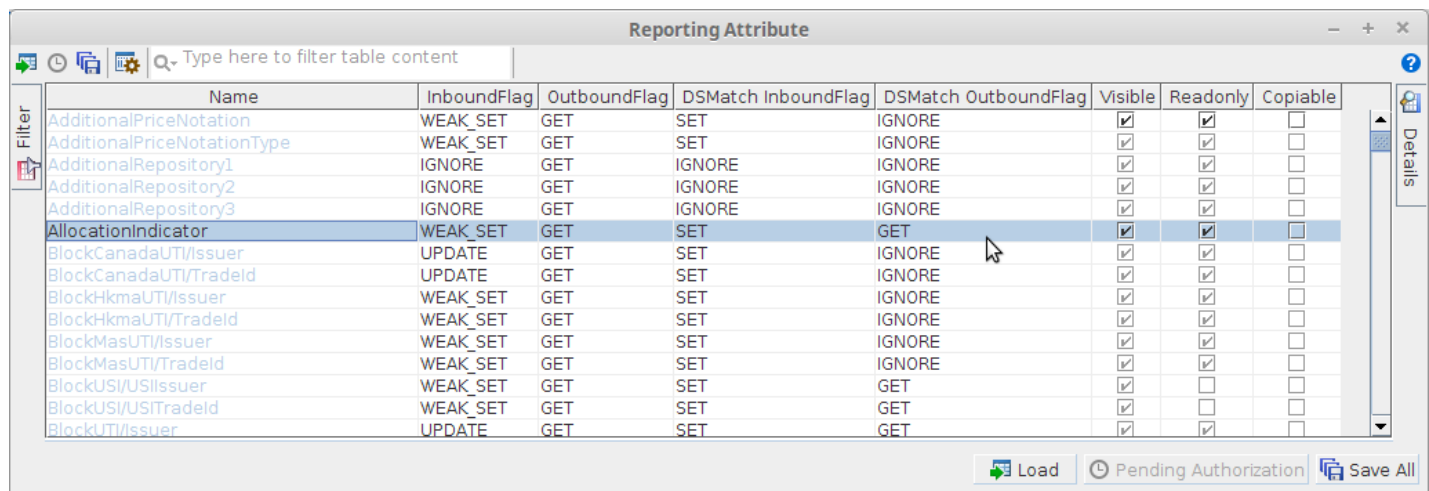 Reporting Attribute
Type here to filter table content
Filter
Details
Name InboundFlag OutboundFlag DSMatch InboundFlag DSMatch OutboundFlag Visible Readonly Copiable
AdditionalPriceNotation WEAK_SET GET SET IGNORE
AdditionalPriceNotationType WEAK_SET GET SET IGNORE
AdditionalRepository1 IGNORE GET IGNORE IGNORE
AdditionalRepository2 IGNORE GET IGNORE IGNORE
AdditionalRepository3 IGNORE GET IGNORE IGNORE
AllocationIndicator WEAK_SET GET SET GET
BlockCanadaUTI/Issuer UPDATE GET SET IGNORE
BlockCanadaUTI/TradeId UPDATE GET SET IGNORE
BlockHkmaUTI/Issuer WEAK_SET GET SET IGNORE
BlockHkmaUTI/TradeId WEAK_SET GET SET IGNORE
BlockMasUTI/Issuer WEAK_SET GET SET IGNORE
BlockMasUTI/TradeId WEAK_SET GET SET IGNORE
BlockUSI/USIIssuer WEAK_SET GET SET GET
BlockUSI/USITradeId WEAK_SET GET SET GET
BlockUTI/Issuer UPDATE GET SET GET
Load Pending Authorization Save All